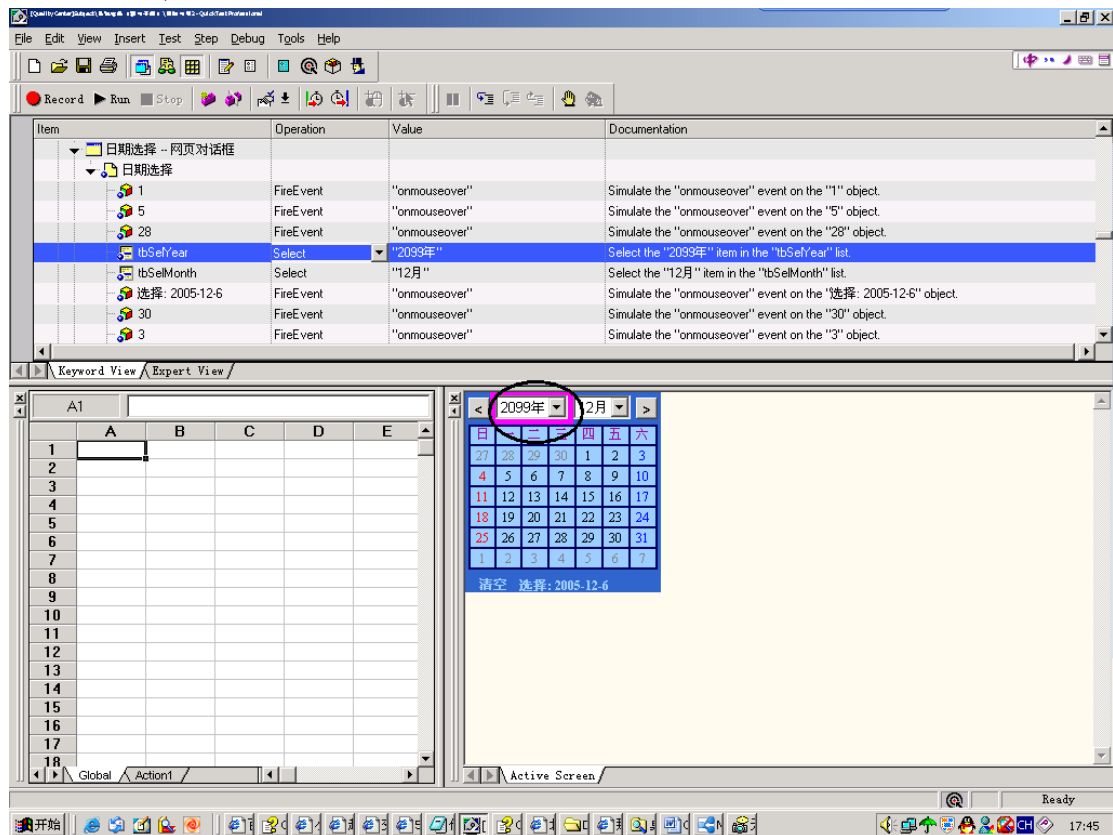 QuickTest Professional
File Edit View Insert Test Step Debug Tools Help
中
Record Run Stop
Item Operation Value Documentation
日期选择 -- 网页对话框
日期选择
1 FireEvent "onmouseover" Simulate the "onmouseover" event on the "1" object.
5 FireEvent "onmouseover" Simulate the "onmouseover" event on the "5" object.
28 FireEvent "onmouseover" Simulate the "onmouseover" event on the "28" object.
tbSelYear Select "2099年" Select the "2099年" item in the "tbSelYear" list.
tbSelMonth Select "12月" Select the "12月" item in the "tbSelMonth" list.
选择: 2005-12-6 FireEvent "onmouseover" Simulate the "onmouseover" event on the "选择: 2005-12-6" object.
30 FireEvent "onmouseover" Simulate the "onmouseover" event on the "30" object.
3 FireEvent "onmouseover" Simulate the "onmouseover" event on the "3" object.
Keyword View Expert View
A1
A B C D E
1
2
3
4
5
6
7
8
9
10
11
12
13
14
15
16
17
18
Global Action1
< 2099年 12月 >
日 一 二 三 四 五 六
27 28 29 30 1 2 3
4 5 6 7 8 9 10
11 12 13 14 15 16 17
18 19 20 21 22 23 24
25 26 27 28 29 30 31
1 2 3 4 5 6 7
清空 选择: 2005-12-6
Active Screen
Ready
开始 CH 17:45